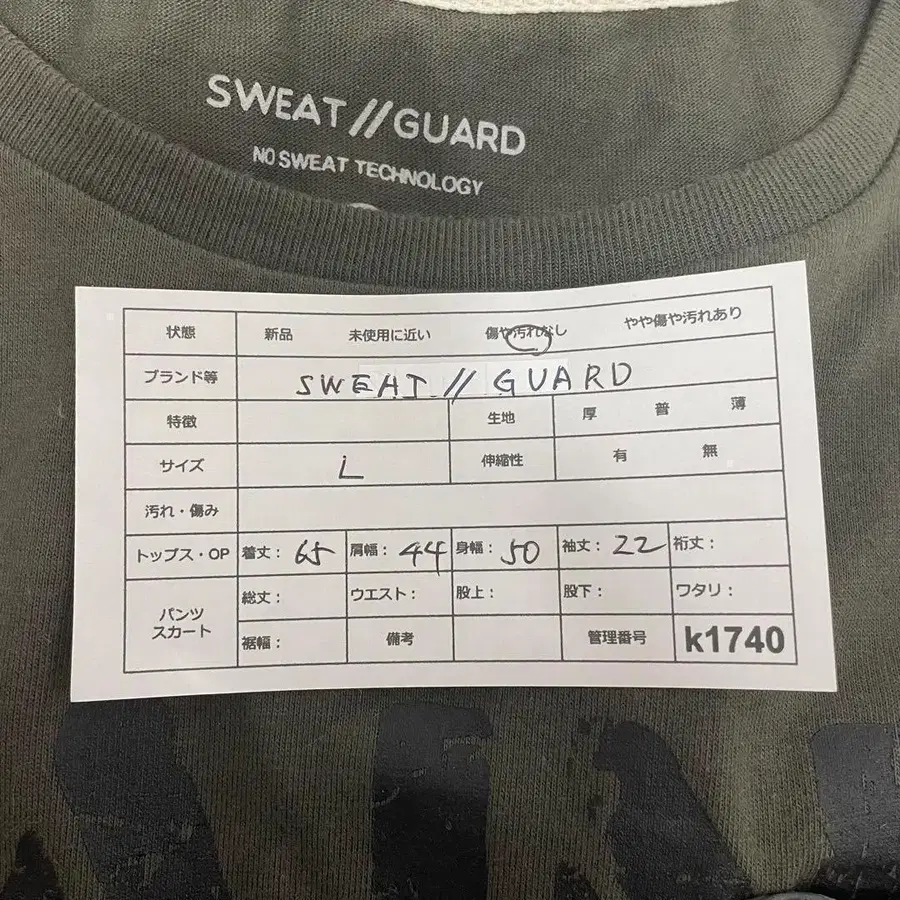 SWEAT//GUARD
NO SWEAT TECHNOLOGY
状態 新品 未使用に近い 傷や汚れなし やや傷や汚れあり
ブランド等 SWEAT // GUARD
特徴 生地 厚 普 薄
サイズ L 伸縮性 有 無
汚れ・傷み
トップス・OP 着丈: 65 肩幅: 44 身幅: 50 袖丈: 22 裄丈:
パンツ スカート 総丈: ウエスト: 股上: 股下: ワタリ:
裾幅: 備考 管理番号 k1740